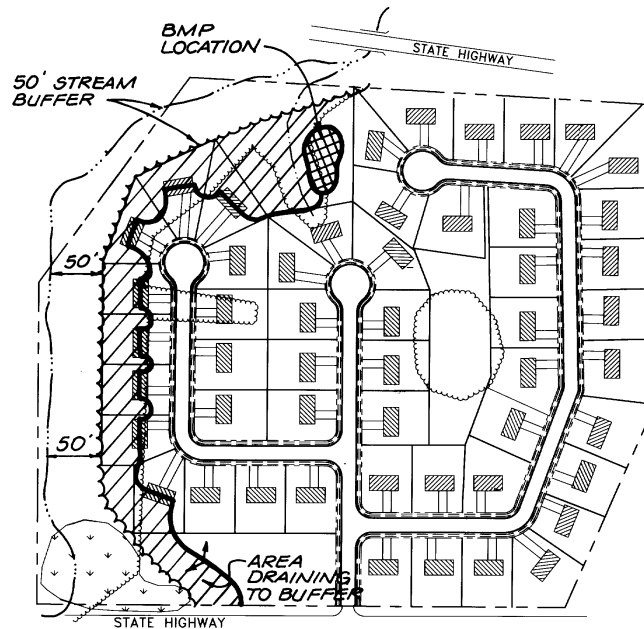 BMP
LOCATION
STATE HIGHWAY
50' STREAM
BUFFER
50'
50'
AREA
DRAINING
TO BUFFER
STATE HIGHWAY